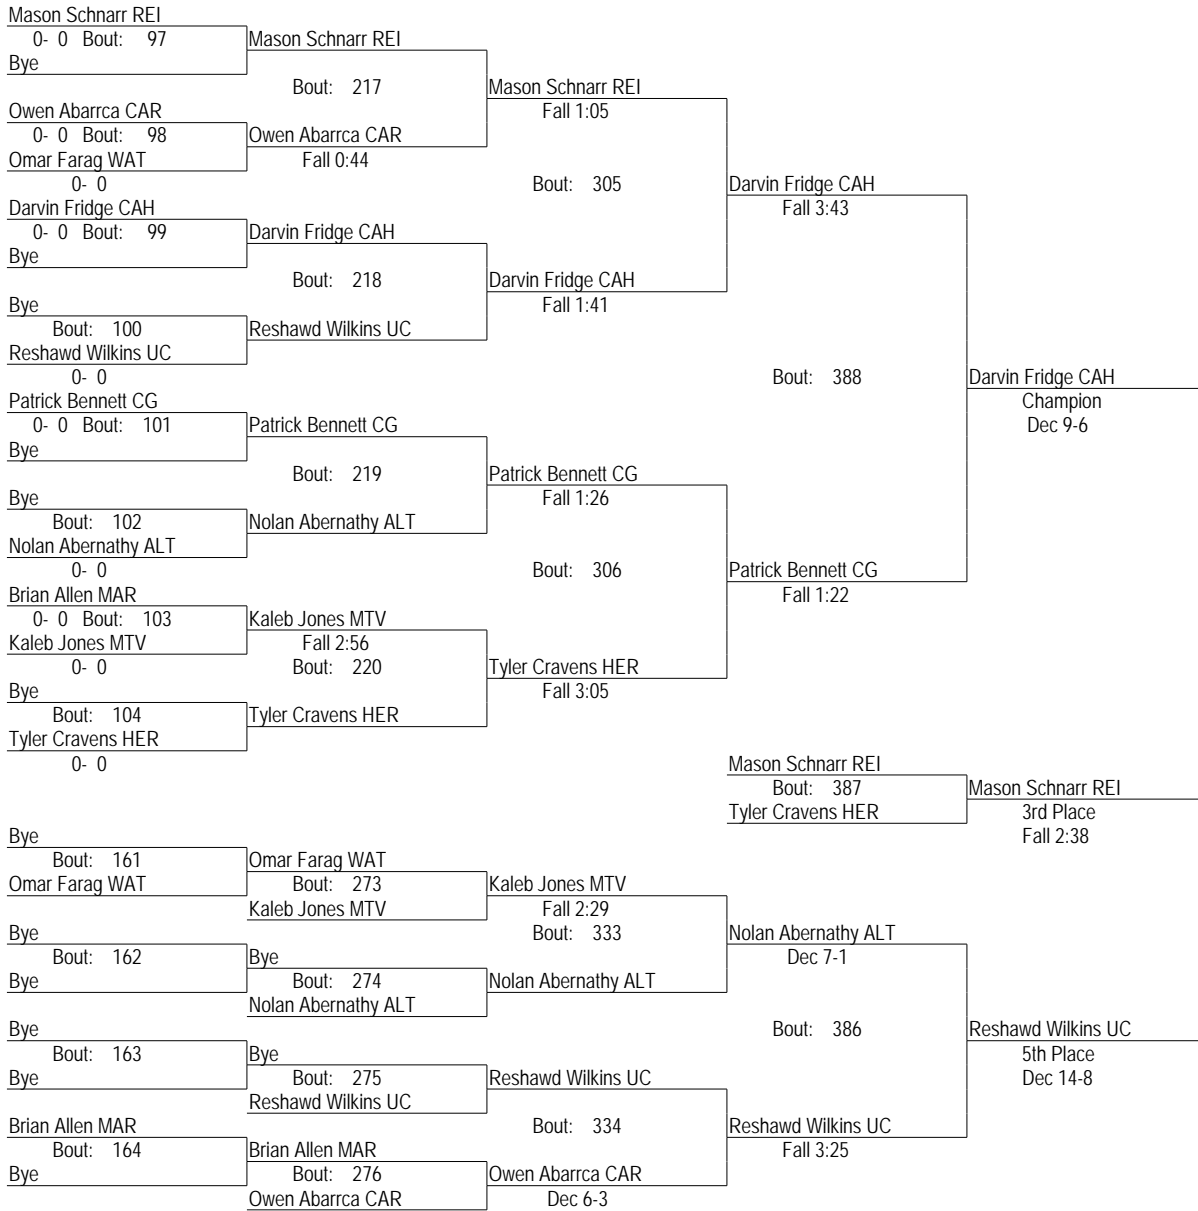 Mason Schnarr REI
0- 0 Bout: 97 Mason Schnarr REI
Bye
Bout: 217 Mason Schnarr REI
Owen Abarrca CAR Fall 1:05
0- 0 Bout: 98 Owen Abarrca CAR
Omar Farag WAT Fall 0:44
0- 0 Bout: 305 Darvin Fridge CAH
Darvin Fridge CAH Fall 3:43
0- 0 Bout: 99 Darvin Fridge CAH
Bye
Bout: 218 Darvin Fridge CAH
Bye Fall 1:41
Bout: 100 Reshawd Wilkins UC
Reshawd Wilkins UC
0- 0 Bout: 388 Darvin Fridge CAH
Patrick Bennett CG Champion
0- 0 Bout: 101 Patrick Bennett CG Dec 9-6
Bye
Bout: 219 Patrick Bennett CG
Bye Fall 1:26
Bout: 102 Nolan Abernathy ALT
Nolan Abernathy ALT
0- 0 Bout: 306 Patrick Bennett CG
Brian Allen MAR Fall 1:22
0- 0 Bout: 103 Kaleb Jones MTV
Kaleb Jones MTV Fall 2:56
0- 0 Bout: 220 Tyler Cravens HER
Bye Fall 3:05
Bout: 104 Tyler Cravens HER
Tyler Cravens HER
0- 0 Mason Schnarr REI
Bout: 387 Mason Schnarr REI
Tyler Cravens HER 3rd Place
Bye Fall 2:38
Bout: 161 Omar Farag WAT
Omar Farag WAT Bout: 273 Kaleb Jones MTV
Kaleb Jones MTV Fall 2:29
Bye Bout: 333 Nolan Abernathy ALT
Bout: 162 Bye Dec 7-1
Bye Bout: 274 Nolan Abernathy ALT
Nolan Abernathy ALT
Bye Bout: 386 Reshawd Wilkins UC
Bout: 163 Bye 5th Place
Bye Bout: 275 Reshawd Wilkins UC Dec 14-8
Reshawd Wilkins UC
Brian Allen MAR Bout: 334 Reshawd Wilkins UC
Bout: 164 Brian Allen MAR Fall 3:25
Bye Bout: 276 Owen Abarrca CAR
Owen Abarrca CAR Dec 6-3